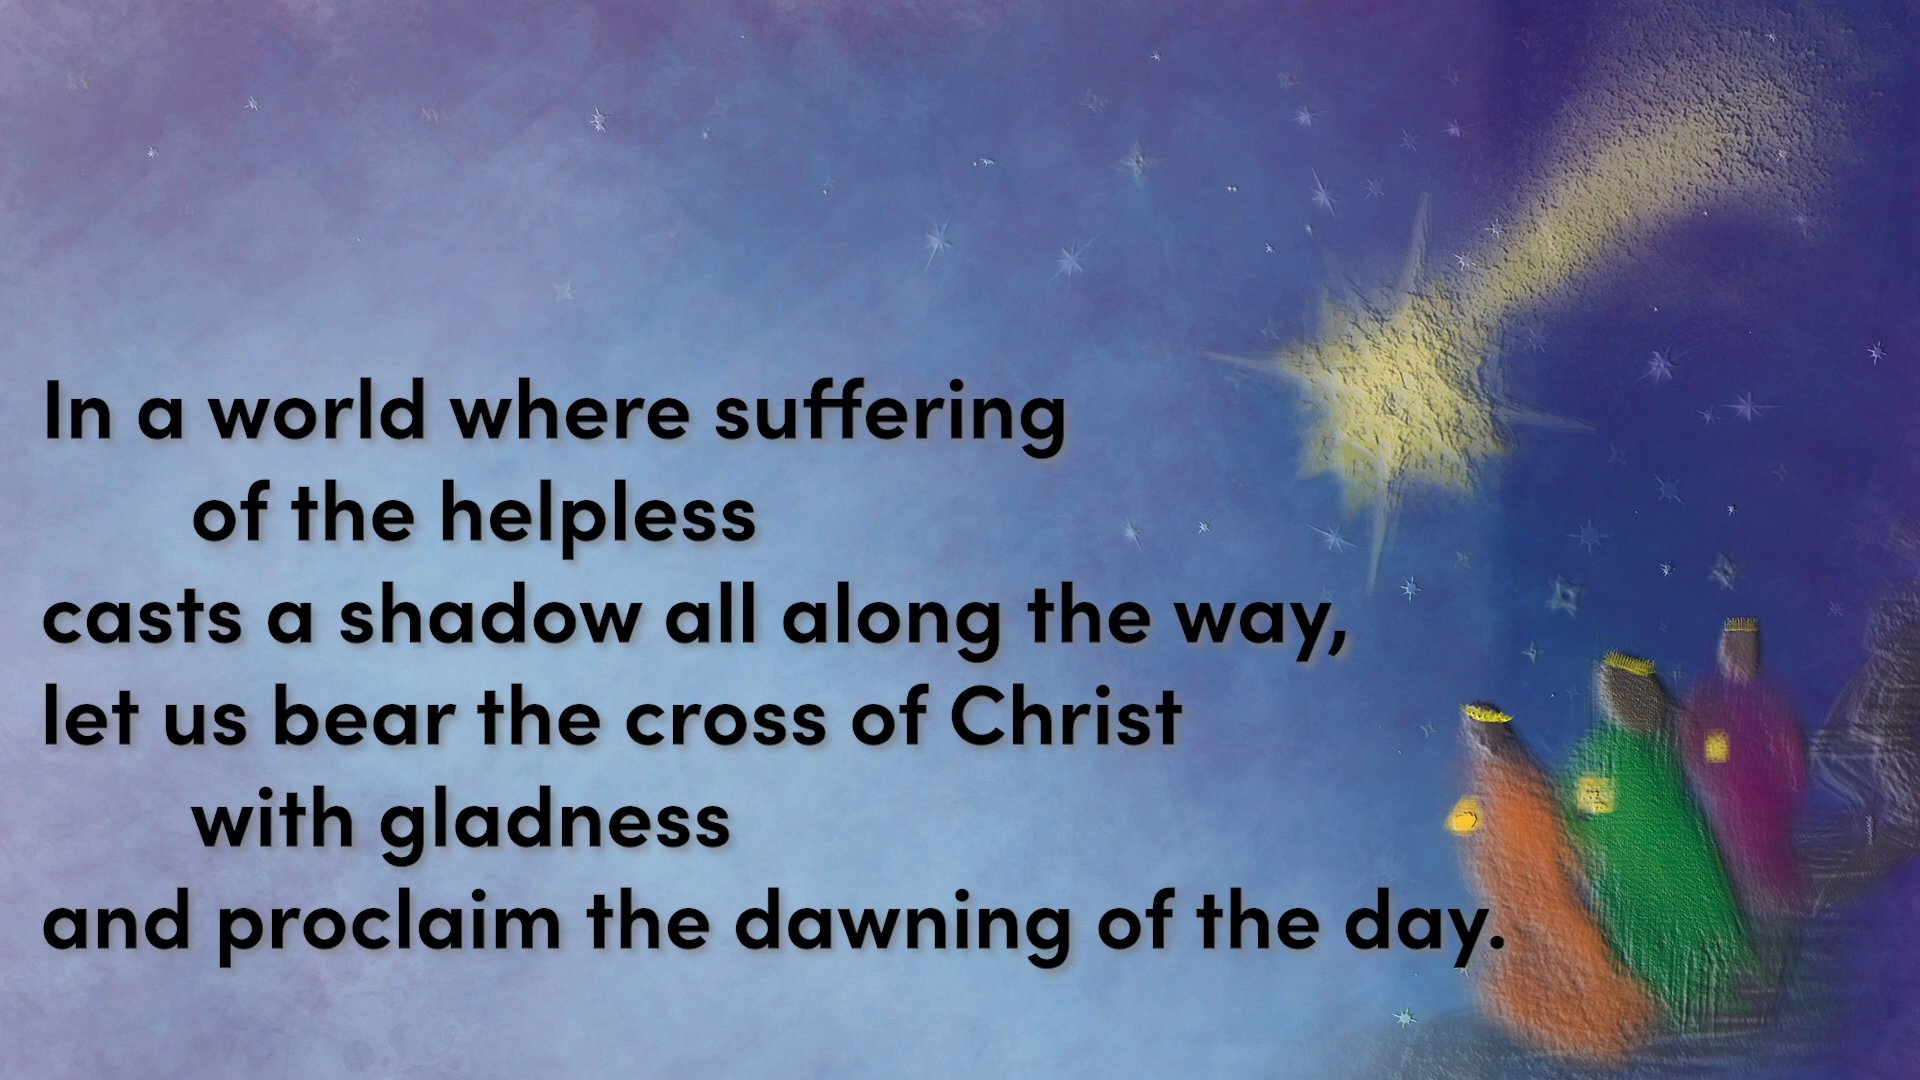 In a world where suffering
of the helpless
casts a shadow all along the way,
let us bear the cross of Christ
with gladness
and proclaim the dawning of the day.